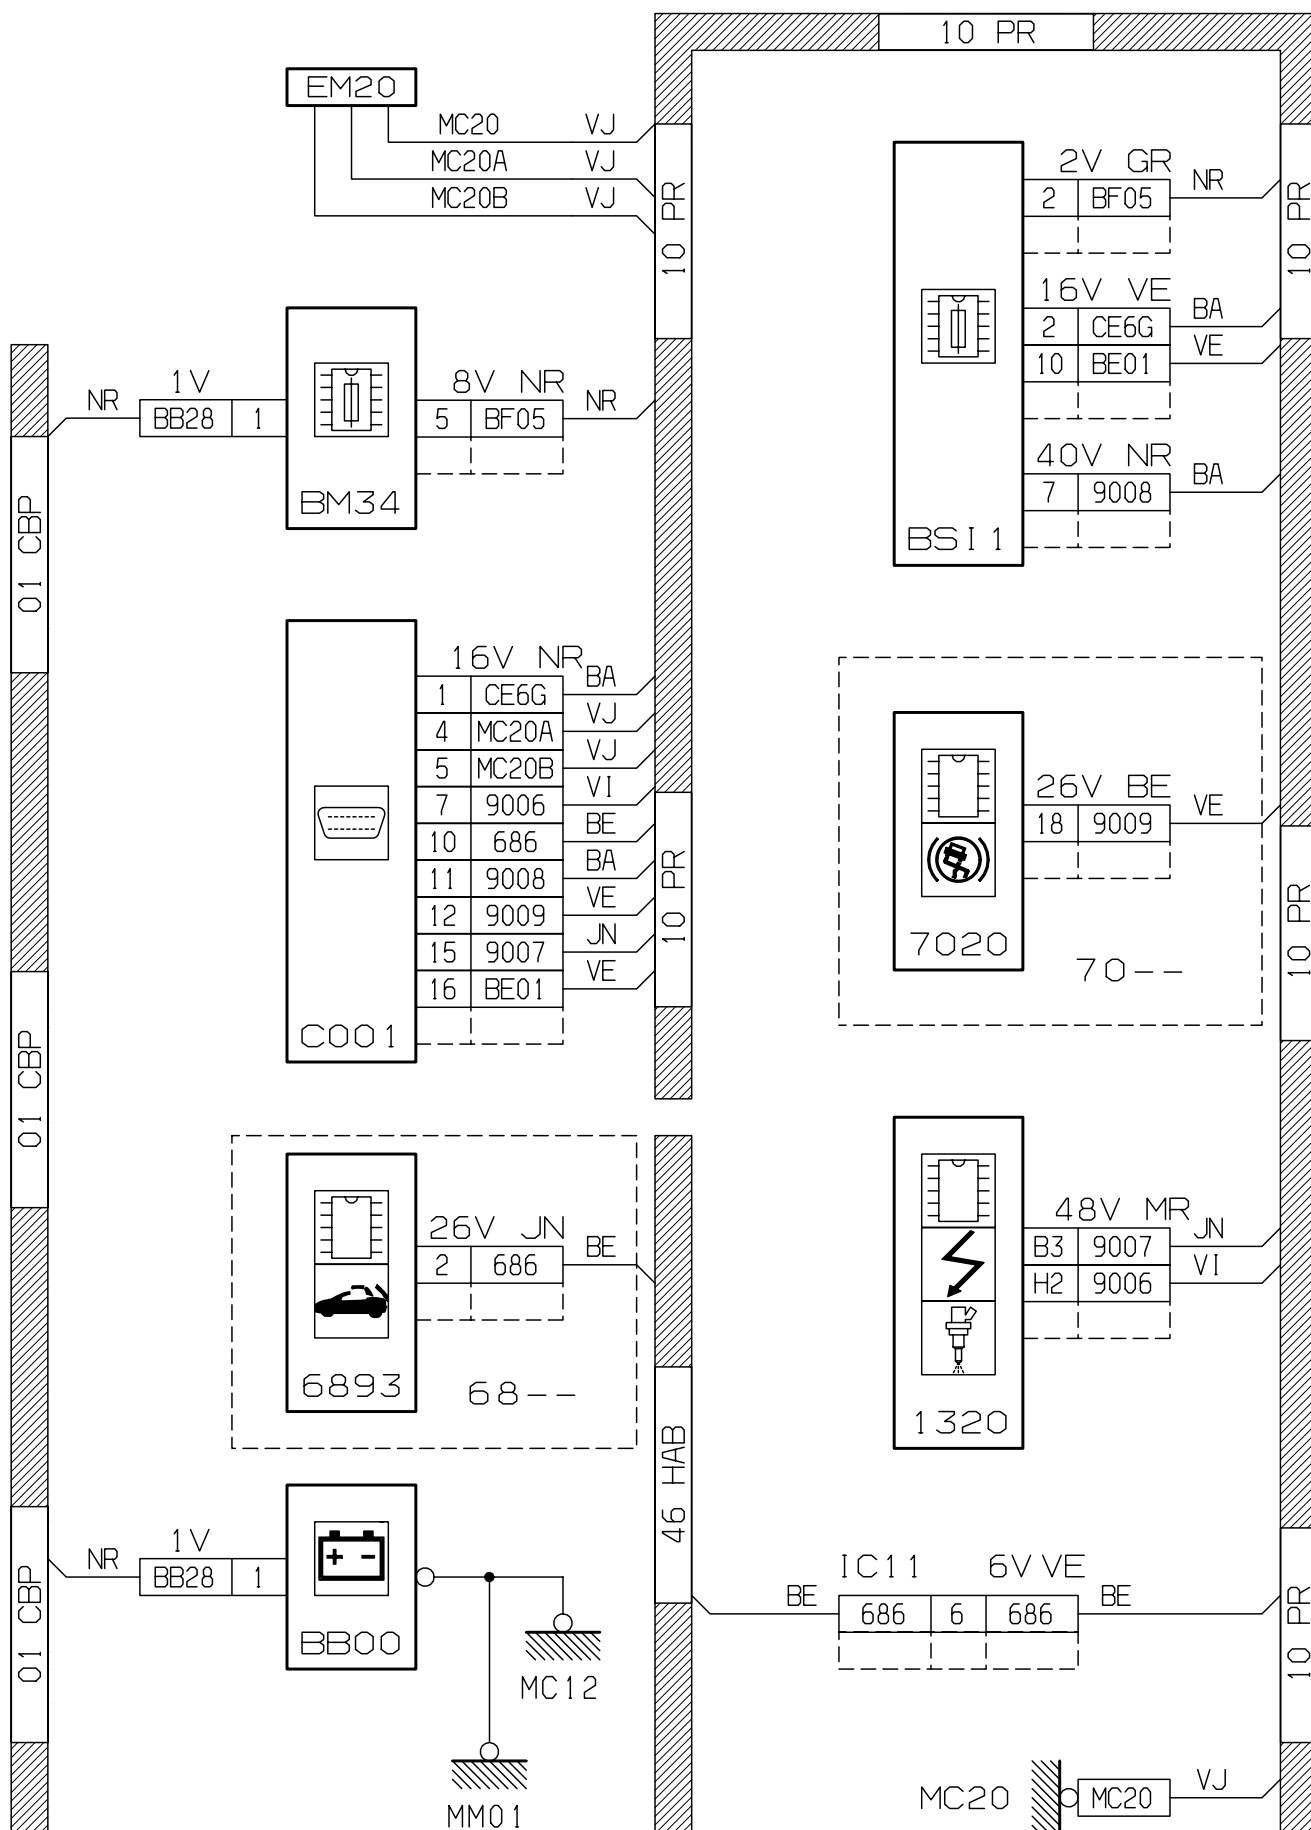 10 PR
EM20
MC20 VJ
MC20A VJ
MC20B VJ
10 PR
2V GR
2 BF05 NR
16V VE
2 CE6G BA
10 BE01 VE
40V NR
7 9008 BA
BSI1
10 PR
NR
1V
BB28 1
8V NR
5 BF05 NR
BM34
01 CBP
16V NR
1 CE6G BA
4 MC20A VJ
5 MC20B VJ
7 9006 VI
10 686 BE
11 9008 BA
12 9009 VE
15 9007 JN
16 BE01 VE
C001
10 PR
26V BE
18 9009 VE
7020
70--
10 PR
01 CBP
26V JN
2 686 BE
6893
68--
48V MR
B3 9007 JN
H2 9006 VI
1320
46 HAB
NR
1V
BB28 1
BB00
MC12
MM01
01 CBP
IC11 6V VE
BE 686 6 686 BE
10 PR
MC20 MC20 VJ